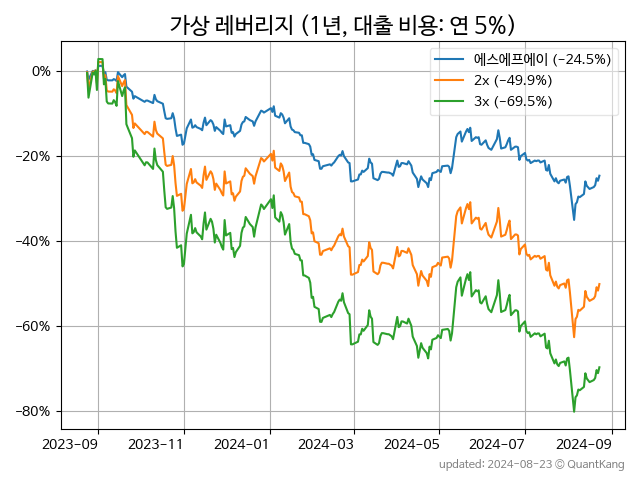 가상 레버리지 (1년, 대출 비용: 연 5%)
에스에프에이 (−24.5%)
2x (−49.9%)
3x (−69.5%)
0%
−20%
−40%
−60%
−80%
2023−09 2023−11 2024−01 2024−03 2024−05 2024−07 2024−09
updated: 2024−08−23 © QuantKang